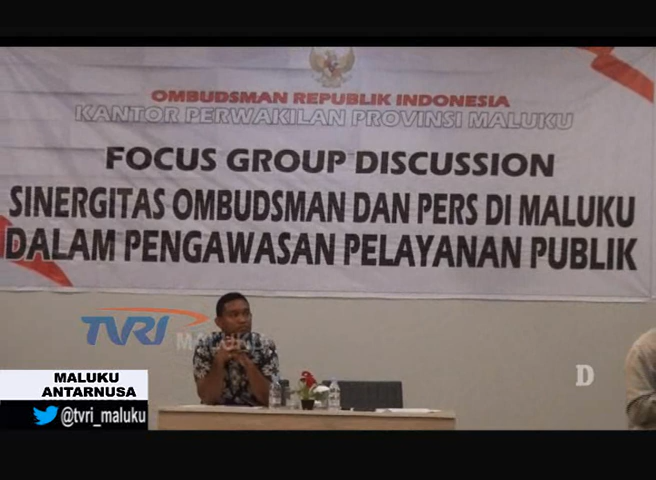 OMBUDSMAN REPUBLIK INDONESIA
KANTOR PERWAKILAN PROVINSI MALUKU
FOCUS GROUP DISCUSSION
SINERGITAS OMBUDSMAN DAN PERS DI MALUKU
DALAM PENGAWASAN PELAYANAN PUBLIK
TVRI
MALUKU
D
MALUKU
ANTARNUSA
@tvri_maluku